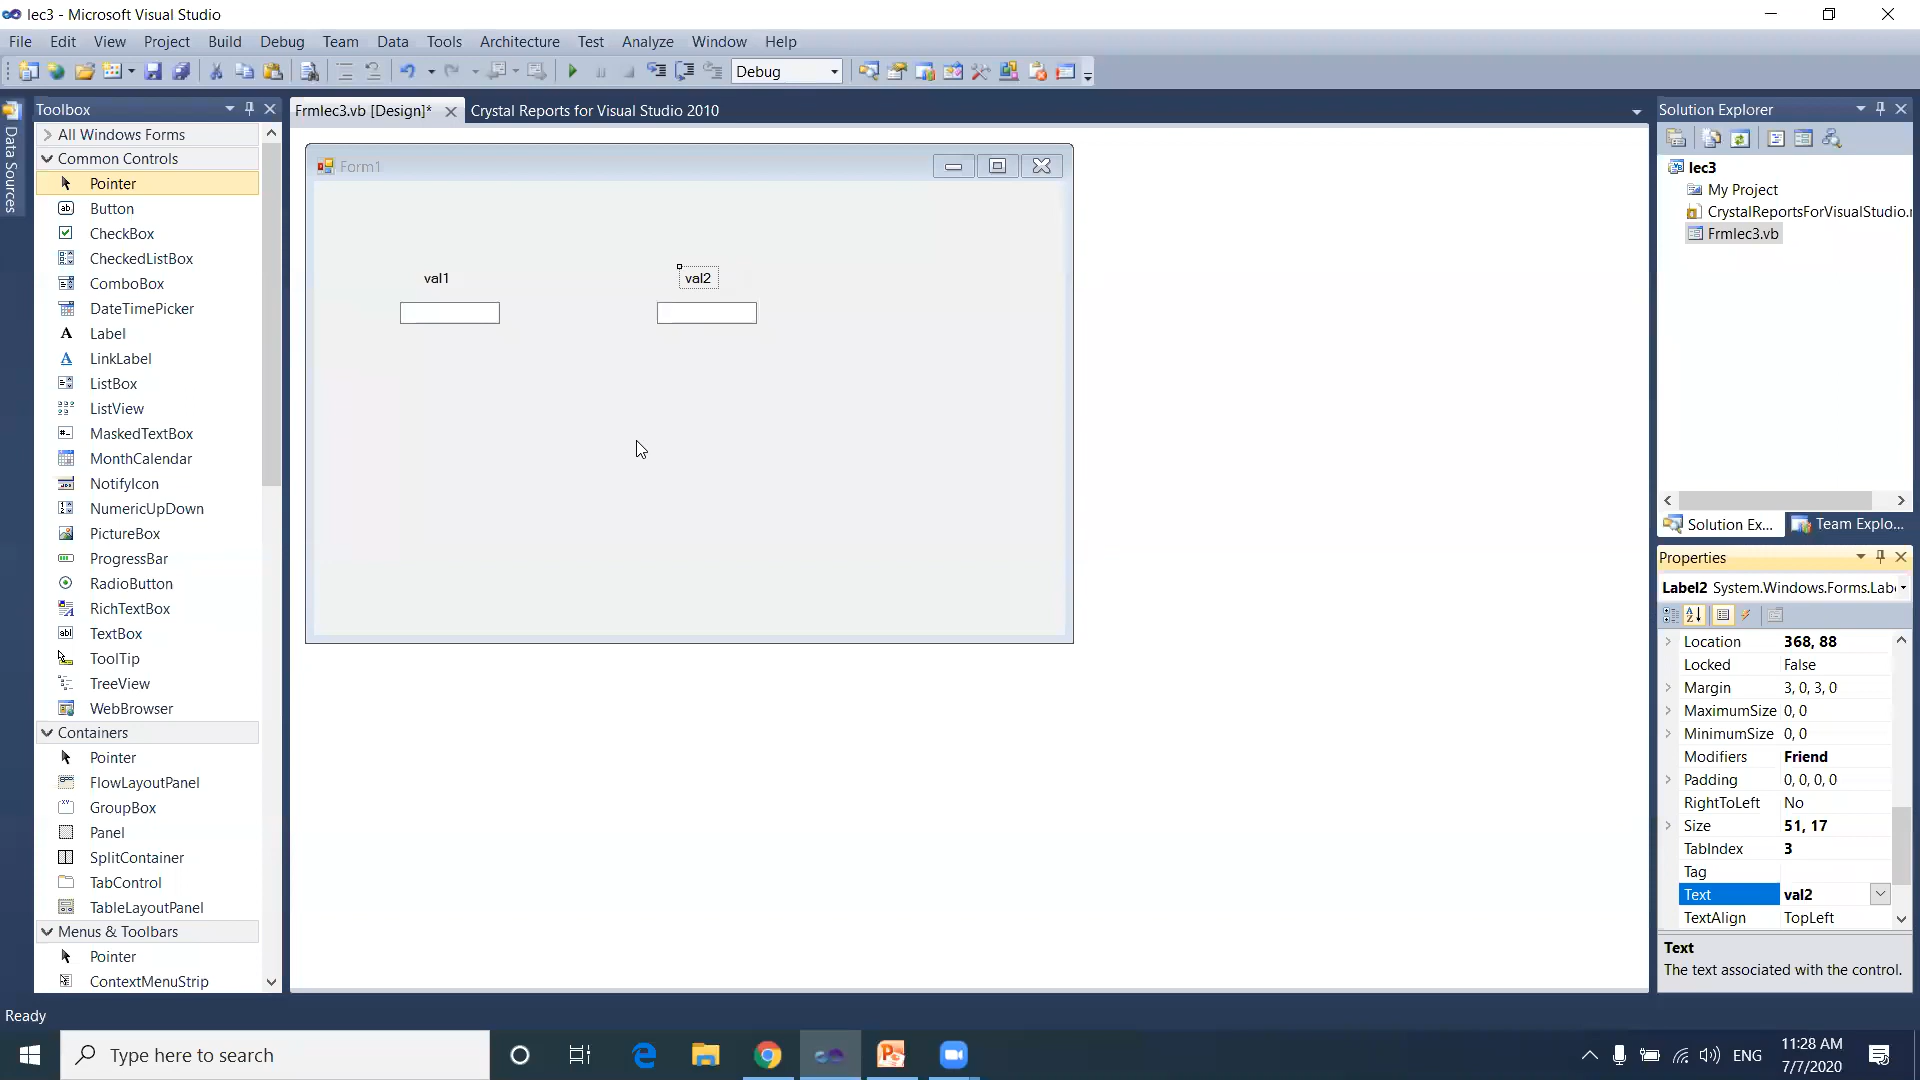 lec3 - Microsoft Visual Studio
File Edit View Project Build Debug Team Data Tools Architecture Test Analyze Window Help
Debug
Data Sources
Toolbox
All Windows Forms
Common Controls
Pointer
Button
CheckBox
CheckedListBox
ComboBox
DateTimePicker
Label
LinkLabel
ListBox
ListView
MaskedTextBox
MonthCalendar
NotifyIcon
NumericUpDown
PictureBox
ProgressBar
RadioButton
RichTextBox
TextBox
ToolTip
TreeView
WebBrowser
Containers
Pointer
FlowLayoutPanel
GroupBox
Panel
SplitContainer
TabControl
TableLayoutPanel
Menus & Toolbars
Pointer
ContextMenuStrip
Frmlec3.vb [Design]* Crystal Reports for Visual Studio 2010
Form1
val1 val2
Solution Explorer
lec3
My Project
CrystalReportsForVisualStudio.r
Frmlec3.vb
Solution Ex... Team Explo...
Properties
Label2 System.Windows.Forms.Lab
Location 368, 88
Locked False
Margin 3, 0, 3, 0
MaximumSize 0, 0
MinimumSize 0, 0
Modifiers Friend
Padding 0, 0, 0, 0
RightToLeft No
Size 51, 17
TabIndex 3
Tag
Text val2
TextAlign TopLeft
Text
The text associated with the control.
Ready
Type here to search
ENG
11:28 AM
7/7/2020